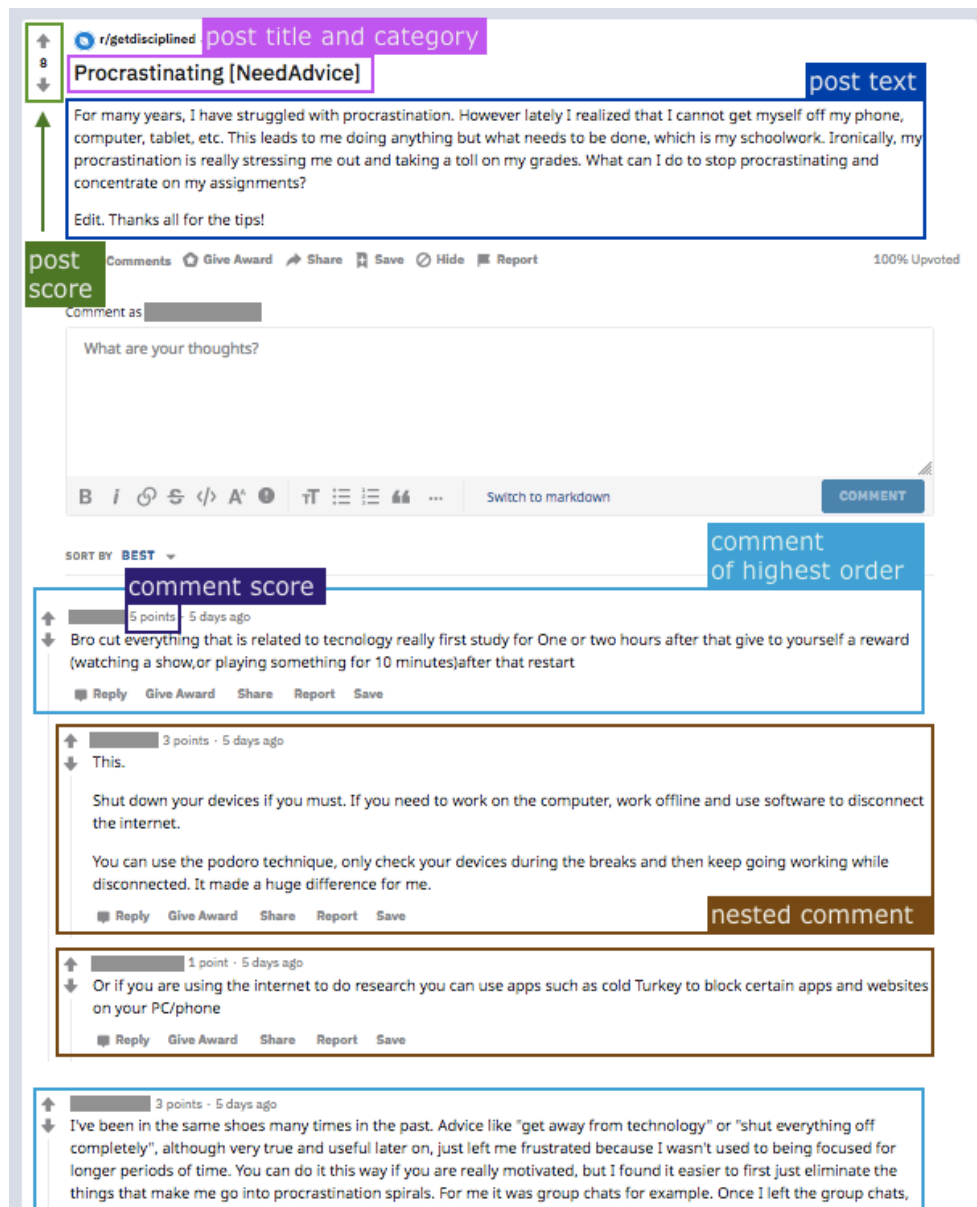 r/getdisciplined · post title and category
8
Procrastinating [NeedAdvice]
post text
For many years, I have struggled with procrastination. However lately I realized that I cannot get myself off my phone,
computer, tablet, etc. This leads to me doing anything but what needs to be done, which is my schoolwork. Ironically, my
procrastination is really stressing me out and taking a toll on my grades. What can I do to stop procrastinating and
concentrate on my assignments?
Edit. Thanks all for the tips!
post
score
Comments Give Award Share Save Hide Report 100% Upvoted
Comment as
What are your thoughts?
B i S </> A^ TT ... Switch to markdown COMMENT
SORT BY BEST
comment
of highest order
comment score
5 points · 5 days ago
Bro cut everything that is related to tecnology really first study for One or two hours after that give to yourself a reward
(watching a show,or playing something for 10 minutes)after that restart
Reply Give Award Share Report Save
3 points · 5 days ago
This.
Shut down your devices if you must. If you need to work on the computer, work offline and use software to disconnect
the internet.
You can use the podoro technique, only check your devices during the breaks and then keep going working while
disconnected. It made a huge difference for me.
Reply Give Award Share Report Save
nested comment
1 point · 5 days ago
Or if you are using the internet to do research you can use apps such as cold Turkey to block certain apps and websites
on your PC/phone
Reply Give Award Share Report Save
3 points · 5 days ago
I've been in the same shoes many times in the past. Advice like "get away from technology" or "shut everything off
completely", although very true and useful later on, just left me frustrated because I wasn't used to being focused for
longer periods of time. You can do it this way if you are really motivated, but I found it easier to first just eliminate the
things that make me go into procrastination spirals. For me it was group chats for example. Once I left the group chats,